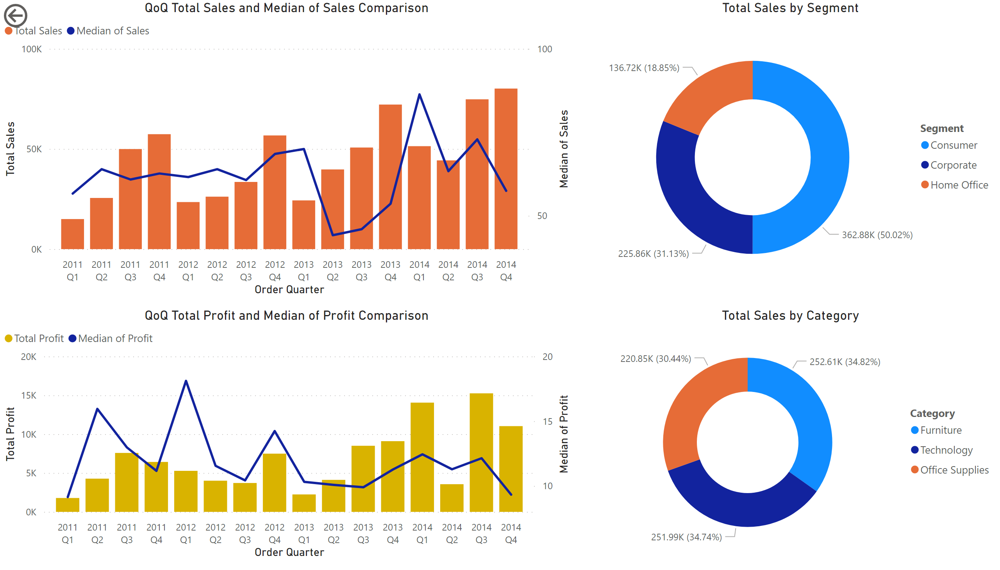 QoQ Total Sales and Median of Sales Comparison
Total Sales Median of Sales
100K
50K
0K
100
50
Total Sales
Median of Sales
2011 2011 2011 2011 2012 2012 2012 2012 2013 2013 2013 2013 2014 2014 2014 2014
Q1 Q2 Q3 Q4 Q1 Q2 Q3 Q4 Q1 Q2 Q3 Q4 Q1 Q2 Q3 Q4
Order Quarter
Total Sales by Segment
136.72K (18.85%)
362.88K (50.02%)
225.86K (31.13%)
Segment
Consumer
Corporate
Home Office
QoQ Total Profit and Median of Profit Comparison
Total Profit Median of Profit
20K
15K
10K
5K
0K
20
15
10
Total Profit
Median of Profit
2011 2011 2011 2011 2012 2012 2012 2012 2013 2013 2013 2013 2014 2014 2014 2014
Q1 Q2 Q3 Q4 Q1 Q2 Q3 Q4 Q1 Q2 Q3 Q4 Q1 Q2 Q3 Q4
Order Quarter
Total Sales by Category
220.85K (30.44%)
252.61K (34.82%)
251.99K (34.74%)
Category
Furniture
Technology
Office Supplies